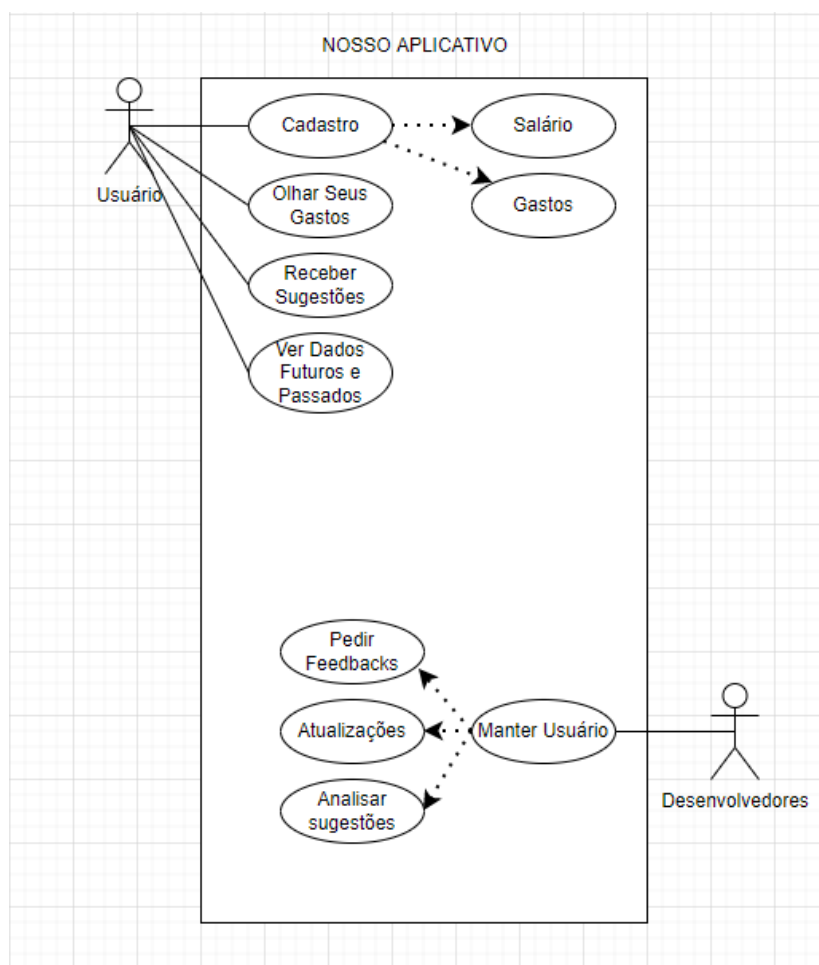 NOSSO APLICATIVO
Cadastro
Salário
Usuário
Olhar Seus
Gastos
Gastos
Receber
Sugestões
Ver Dados
Futuros e
Passados
Pedir
Feedbacks
Atualizações
Manter Usuário
Analisar
sugestões
Desenvolvedores